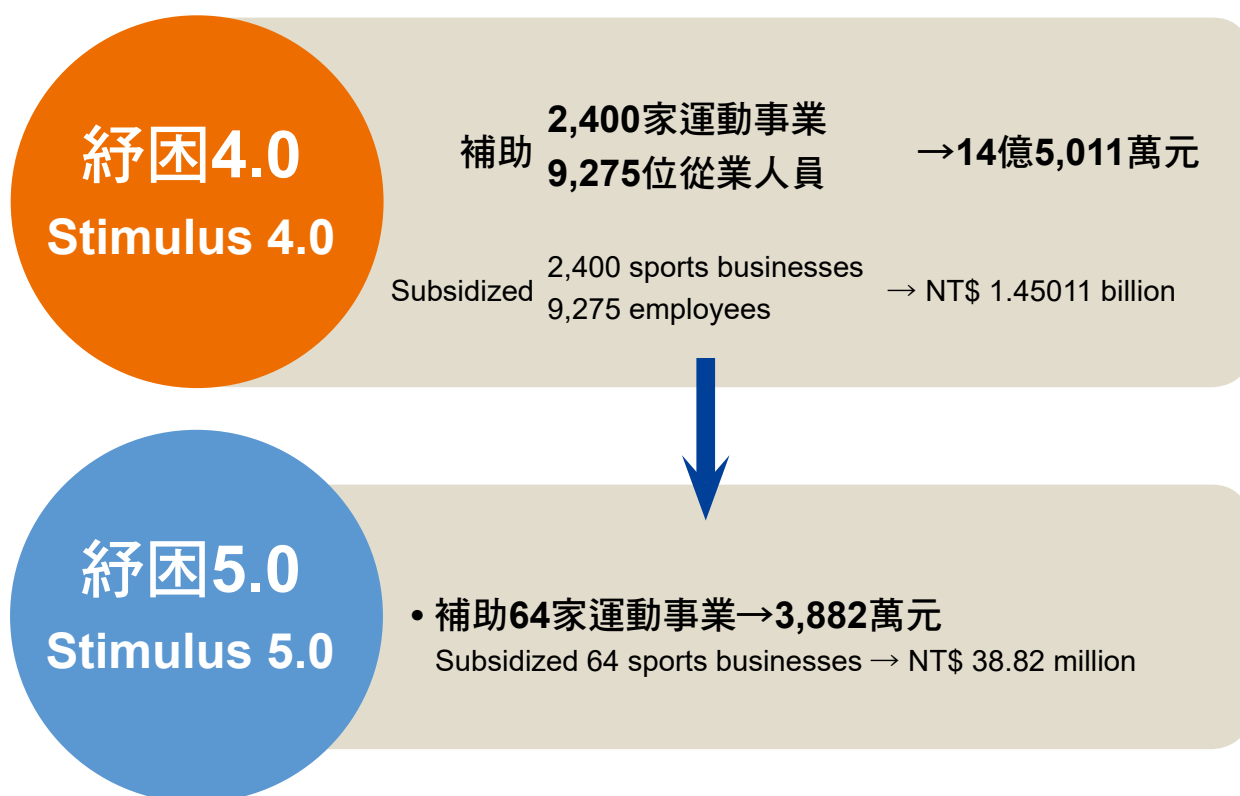 紓困4.0
Stimulus 4.0
補助
2,400家運動事業
9,275位從業人員
→14億5,011萬元
Subsidized
2,400 sports businesses
9,275 employees
→ NT$ 1.45011 billion
紓困5.0
Stimulus 5.0
• 補助64家運動事業→3,882萬元
Subsidized 64 sports businesses → NT$ 38.82 million